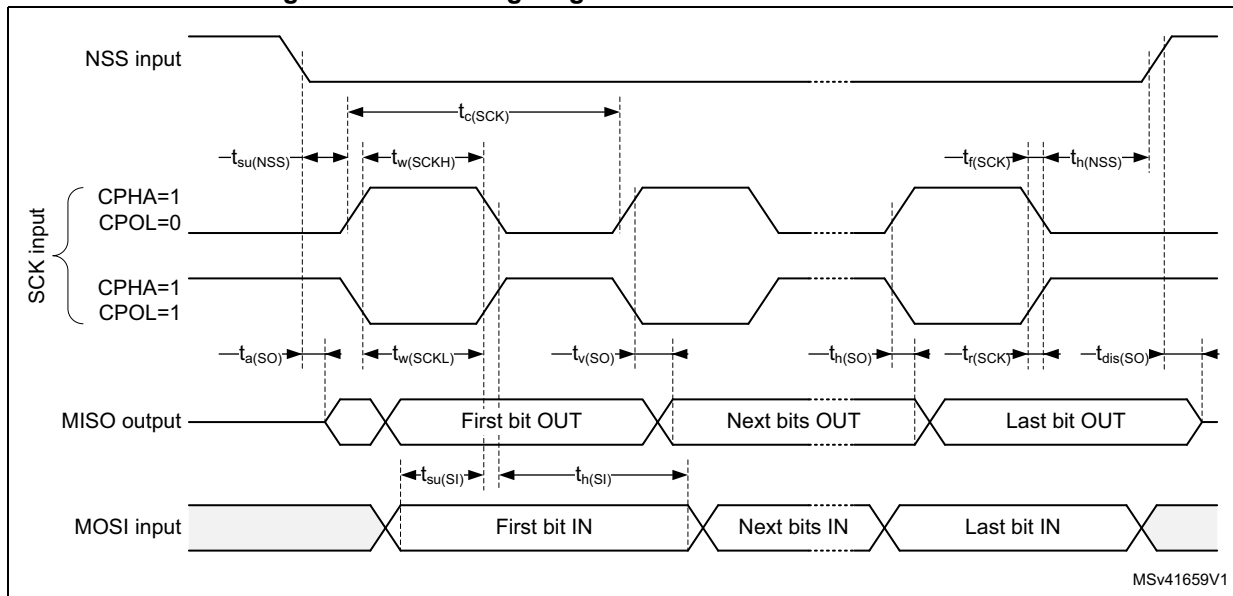 NSS input
tc(SCK)
tsu(NSS)
tw(SCKH)
tf(SCK)
th(NSS)
SCK input
CPHA=1
CPOL=0
CPHA=1
CPOL=1
ta(SO)
tw(SCKL)
tv(SO)
th(SO)
tr(SCK)
tdis(SO)
MISO output
First bit OUT
Next bits OUT
Last bit OUT
tsu(SI)
th(SI)
MOSI input
First bit IN
Next bits IN
Last bit IN
MSv41659V1